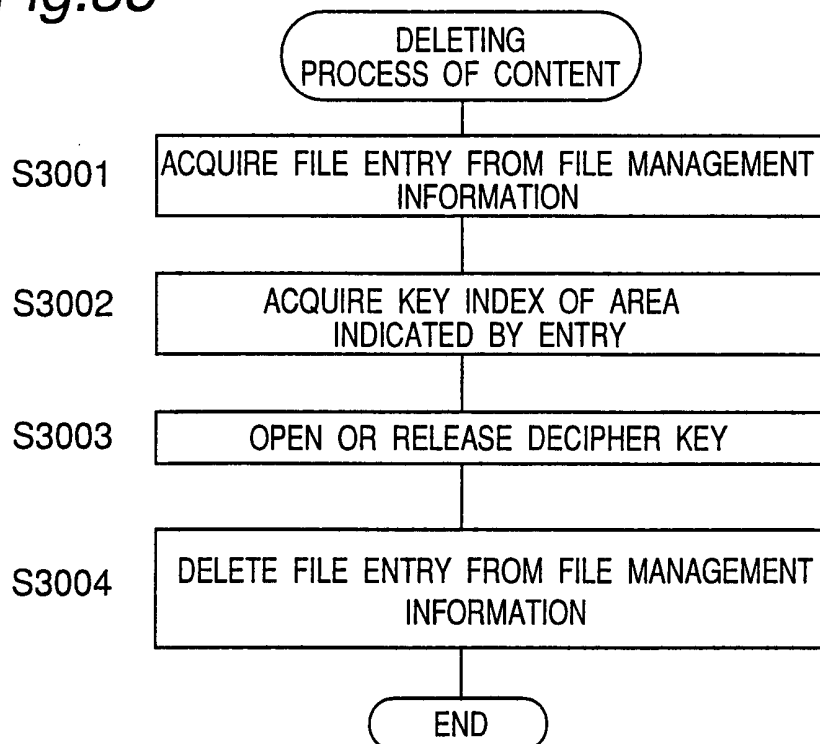 DELETING
PROCESS OF CONTENT
S3001
ACQUIRE FILE ENTRY FROM FILE MANAGEMENT
INFORMATION
S3002
ACQUIRE KEY INDEX OF AREA
INDICATED BY ENTRY
S3003
OPEN OR RELEASE DECIPHER KEY
S3004
DELETE FILE ENTRY FROM FILE MANAGEMENT
INFORMATION
END